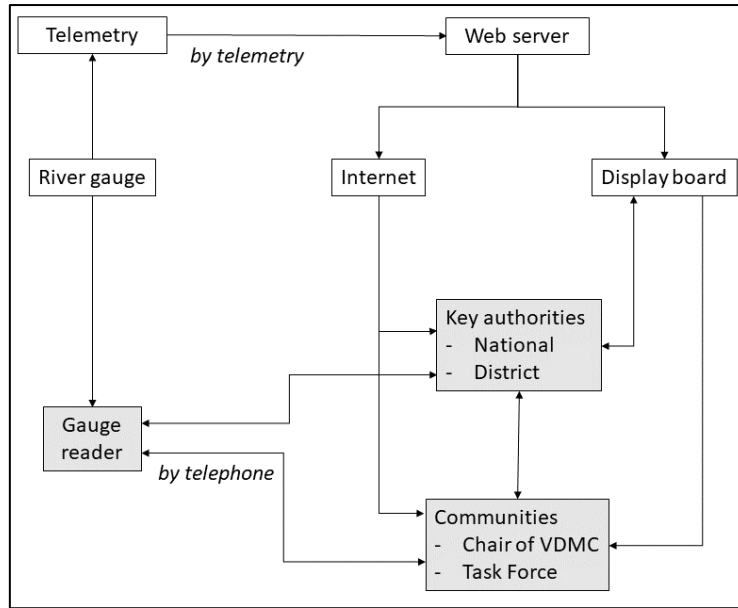 Telemetry
by telemetry
Web server
River gauge
Internet
Display board
Key authorities
- National
- District
Gauge
reader
by telephone
Communities
- Chair of VDMC
- Task Force